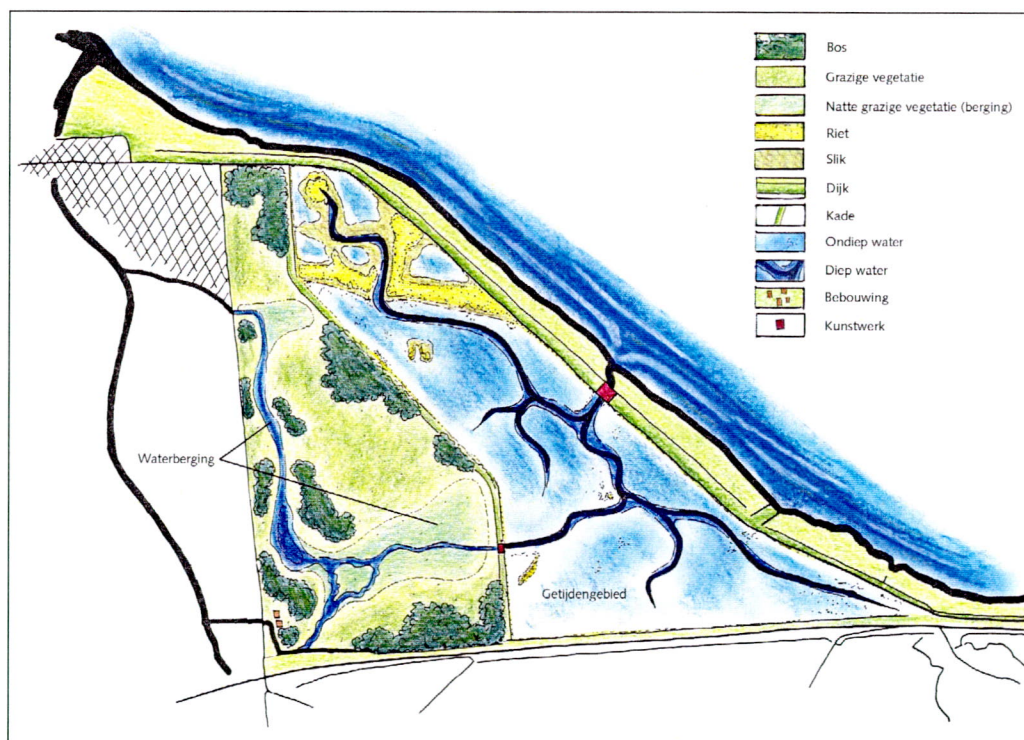 Bos
Grazige vegetatie
Natte grazige vegetatie (berging)
Riet
Slik
Dijk
Kade
Ondiep water
Diep water
Bebouwing
Kunstwerk
Waterberging
Getijdengebied